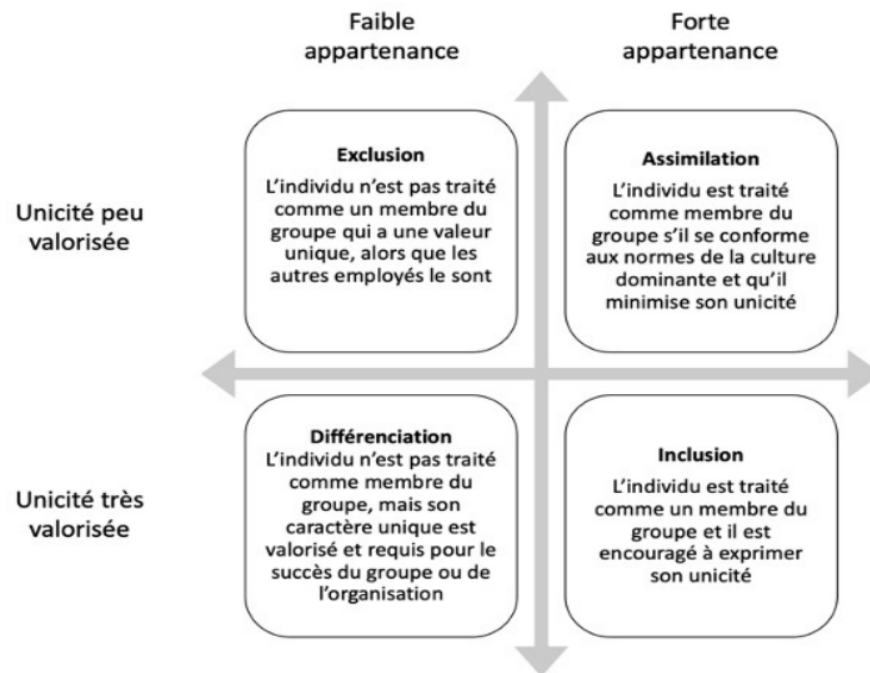 Faible
appartenance
Forte
appartenance
Unicité peu
valorisée
Exclusion
L’individu n’est pas traité
comme un membre du
groupe qui a une valeur
unique, alors que les
autres employés le sont
Assimilation
L’individu est traité
comme membre du
groupe s’il se conforme
aux normes de la culture
dominante et qu’il
minimise son unicité
Unicité très
valorisée
Différenciation
L’individu n’est pas traité
comme membre du
groupe, mais son
caractère unique est
valorisé et requis pour le
succès du groupe ou de
l’organisation
Inclusion
L’individu est traité
comme un membre du
groupe et il est
encouragé à exprimer
son unicité